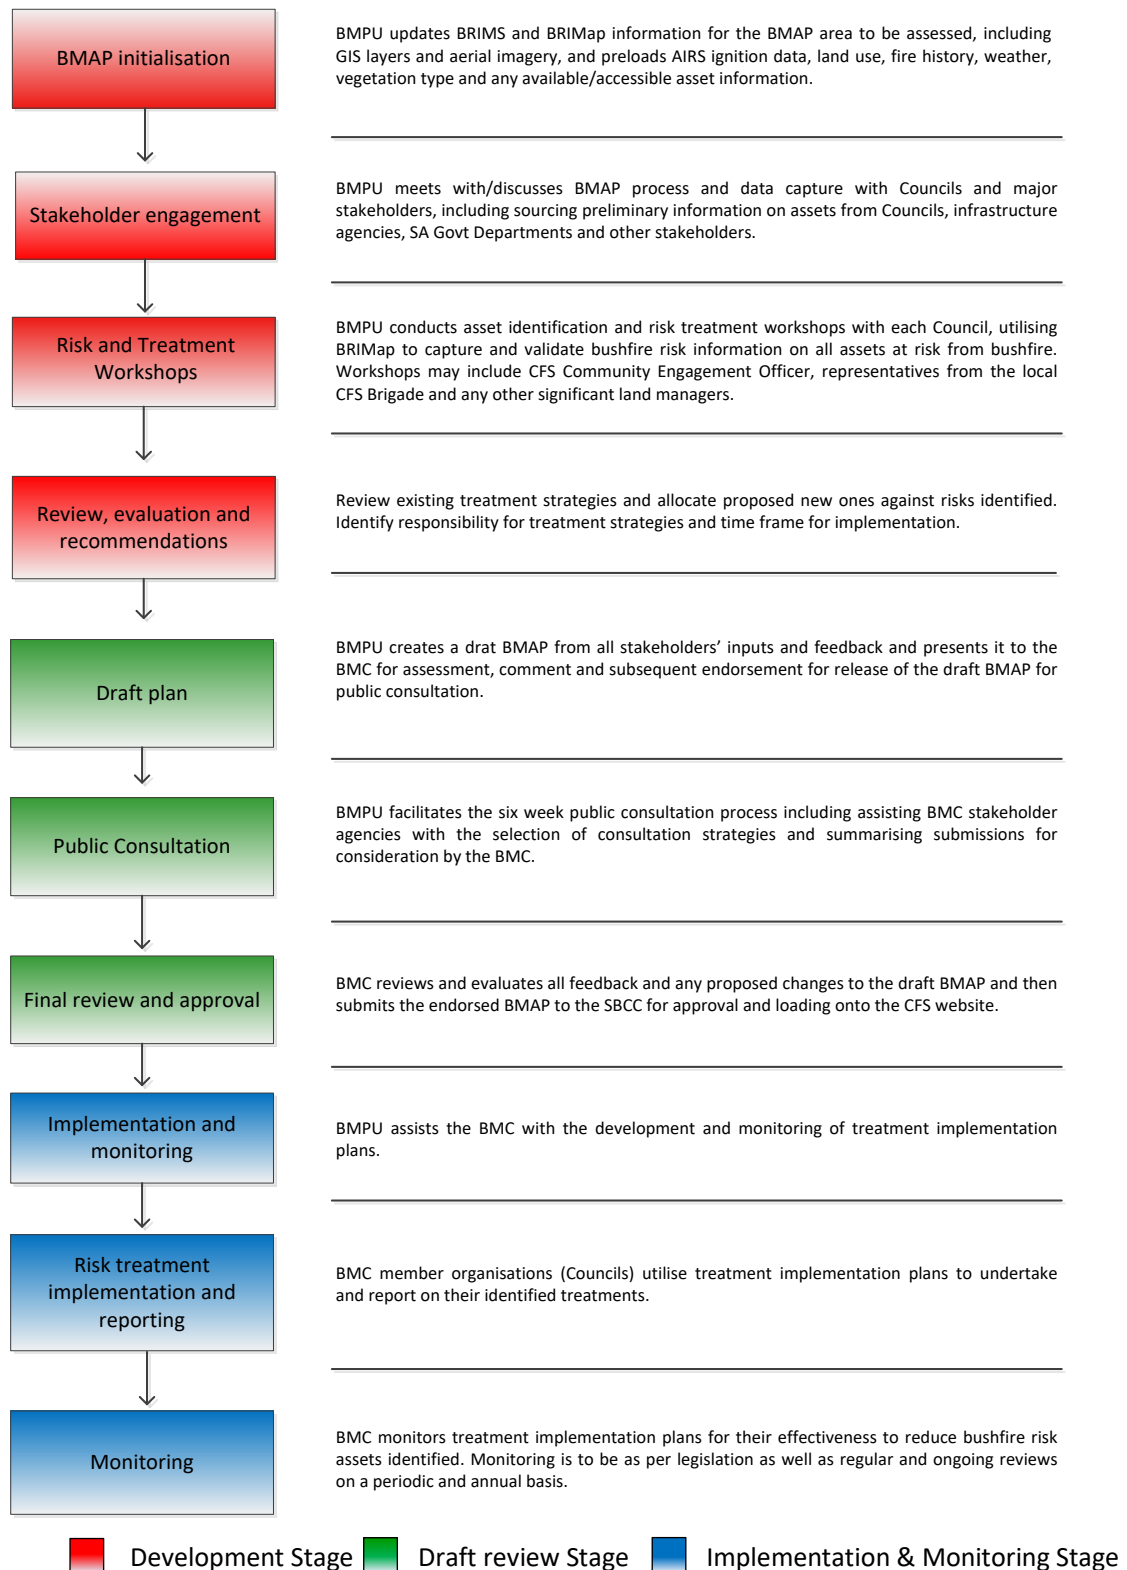 BMAP initialisation
BMPU updates BRIMS and BRIMap information for the BMAP area to be assessed, including
GIS layers and aerial imagery, and preloads AIRS ignition data, land use, fire history, weather,
vegetation type and any available/accessible asset information.
Stakeholder engagement
BMPU meets with/discusses BMAP process and data capture with Councils and major
stakeholders, including sourcing preliminary information on assets from Councils, infrastructure
agencies, SA Govt Departments and other stakeholders.
Risk and Treatment
Workshops
BMPU conducts asset identification and risk treatment workshops with each Council, utilising
BRIMap to capture and validate bushfire risk information on all assets at risk from bushfire.
Workshops may include CFS Community Engagement Officer, representatives from the local
CFS Brigade and any other significant land managers.
Review, evaluation and
recommendations
Review existing treatment strategies and allocate proposed new ones against risks identified.
Identify responsibility for treatment strategies and time frame for implementation.
Draft plan
BMPU creates a drat BMAP from all stakeholders’ inputs and feedback and presents it to the
BMC for assessment, comment and subsequent endorsement for release of the draft BMAP for
public consultation.
Public Consultation
BMPU facilitates the six week public consultation process including assisting BMC stakeholder
agencies with the selection of consultation strategies and summarising submissions for
consideration by the BMC.
Final review and approval
BMC reviews and evaluates all feedback and any proposed changes to the draft BMAP and then
submits the endorsed BMAP to the SBCC for approval and loading onto the CFS website.
Implementation and
monitoring
BMPU assists the BMC with the development and monitoring of treatment implementation
plans.
Risk treatment
implementation and
reporting
BMC member organisations (Councils) utilise treatment implementation plans to undertake
and report on their identified treatments.
Monitoring
BMC monitors treatment implementation plans for their effectiveness to reduce bushfire risk
assets identified. Monitoring is to be as per legislation as well as regular and ongoing reviews
on a periodic and annual basis.
Development Stage
Draft review Stage
Implementation & Monitoring Stage